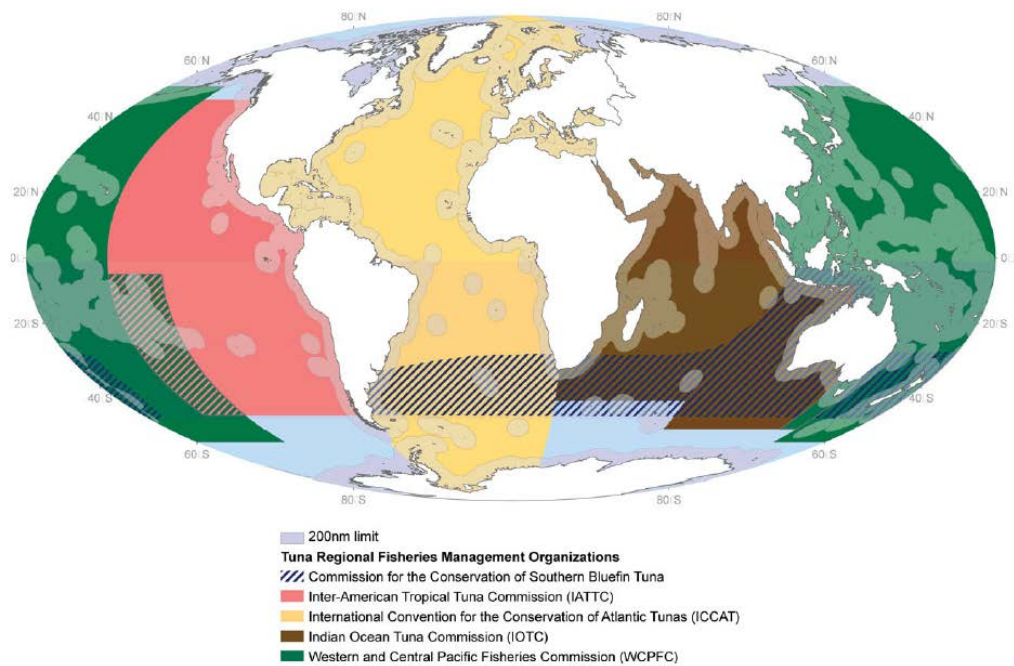 80 N 80 N
60 N 60 N
40 N 40 N
20 N 20 N
0 0
20 S 20 S
40 S 40 S
60 S 60 S
80 S 80 S
200nm limit
Tuna Regional Fisheries Management Organizations
Commission for the Conservation of Southern Bluefin Tuna
Inter-American Tropical Tuna Commission (IATTC)
International Convention for the Conservation of Atlantic Tunas (ICCAT)
Indian Ocean Tuna Commission (IOTC)
Western and Central Pacific Fisheries Commission (WCPFC)